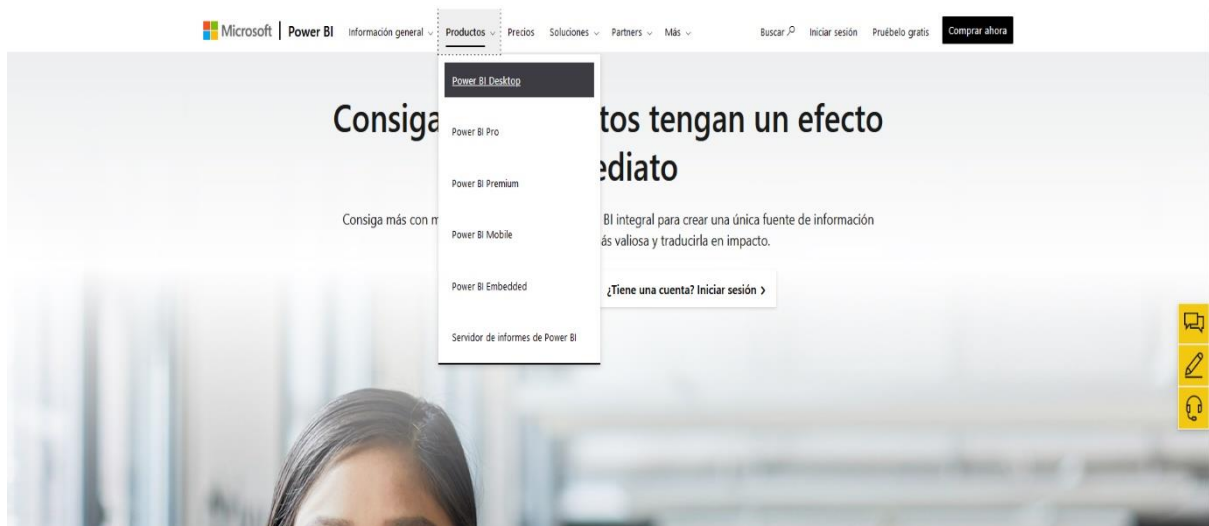 Microsoft | Power BI Información general Productos Precios Soluciones Partners Más Buscar Iniciar sesión Pruébelo gratis Comprar ahora
Power BI Desktop
Consiga tos tengan un efecto
Power BI Pro
ediato
Power BI Premium
Consiga más con BI integral para crear una única fuente de información
Power BI Mobile
ás valiosa y traducirla en impacto.
Power BI Embedded
¿Tiene una cuenta? Iniciar sesión >
Servidor de informes de Power BI